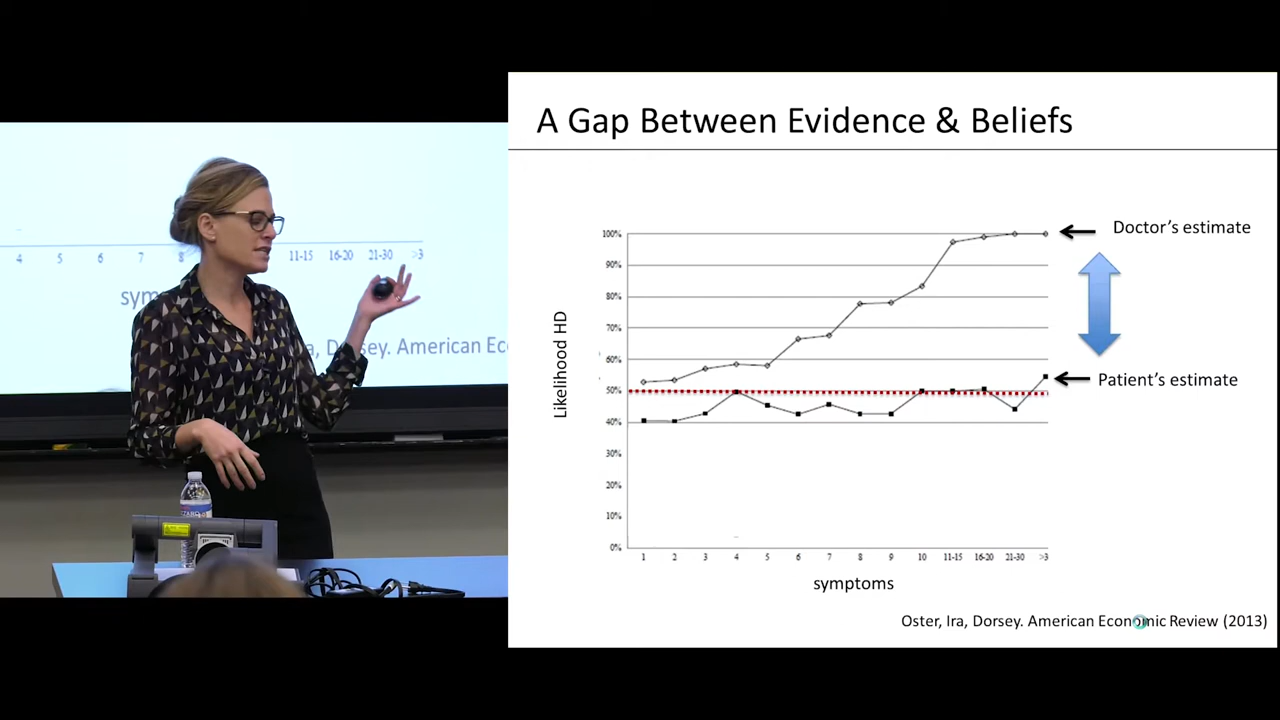 A Gap Between Evidence & Beliefs
100%
90%
80%
70%
60%
50%
40%
30%
20%
10%
0%
Likelihood HD
Doctor's estimate
Patient's estimate
1 2 3 4 5 6 7 8 9 10 11-15 16-20 21-30 >3
symptoms
Oster, Ira, Dorsey. American Economic Review (2013)
4 5 6 7 8 11-15 16-20 21-30 >3
sym
a, D sey. American Ec